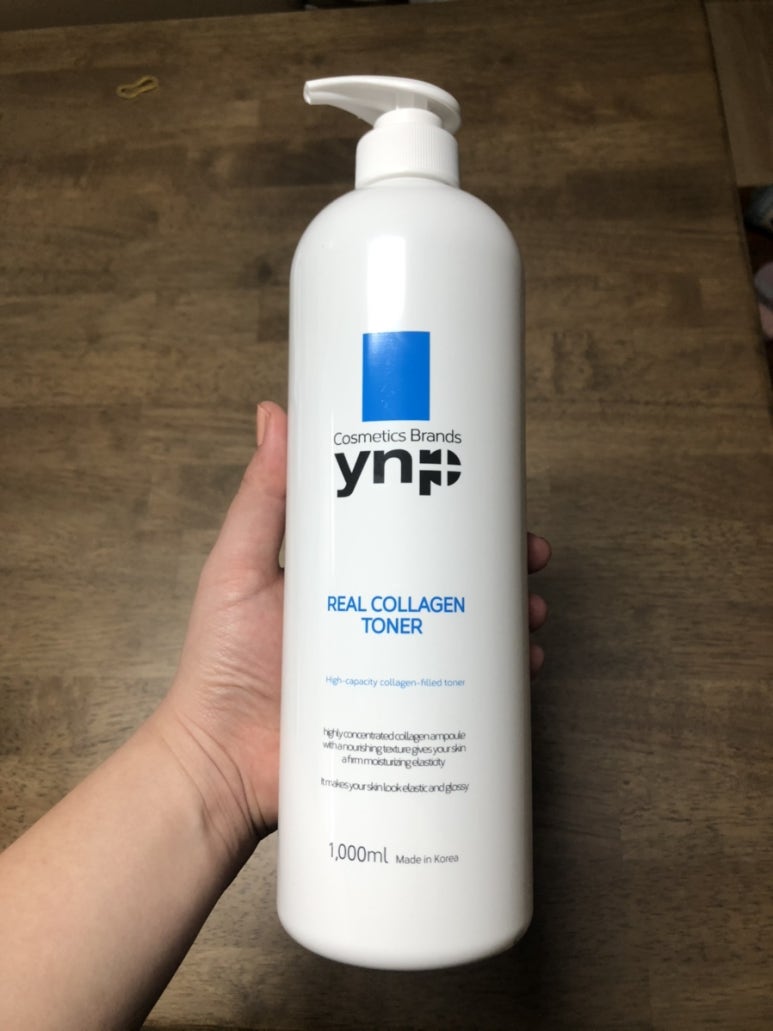 Cosmetics Brands
ynp
REAL COLLAGEN
TONER
High-capacity collagen-filled toner
highly concentrated collagen ampoule
with a nourishing texture gives your skin
a firm moisturizing elasticity
It makes your skin look elastic and glossy
1,000ml Made in Korea